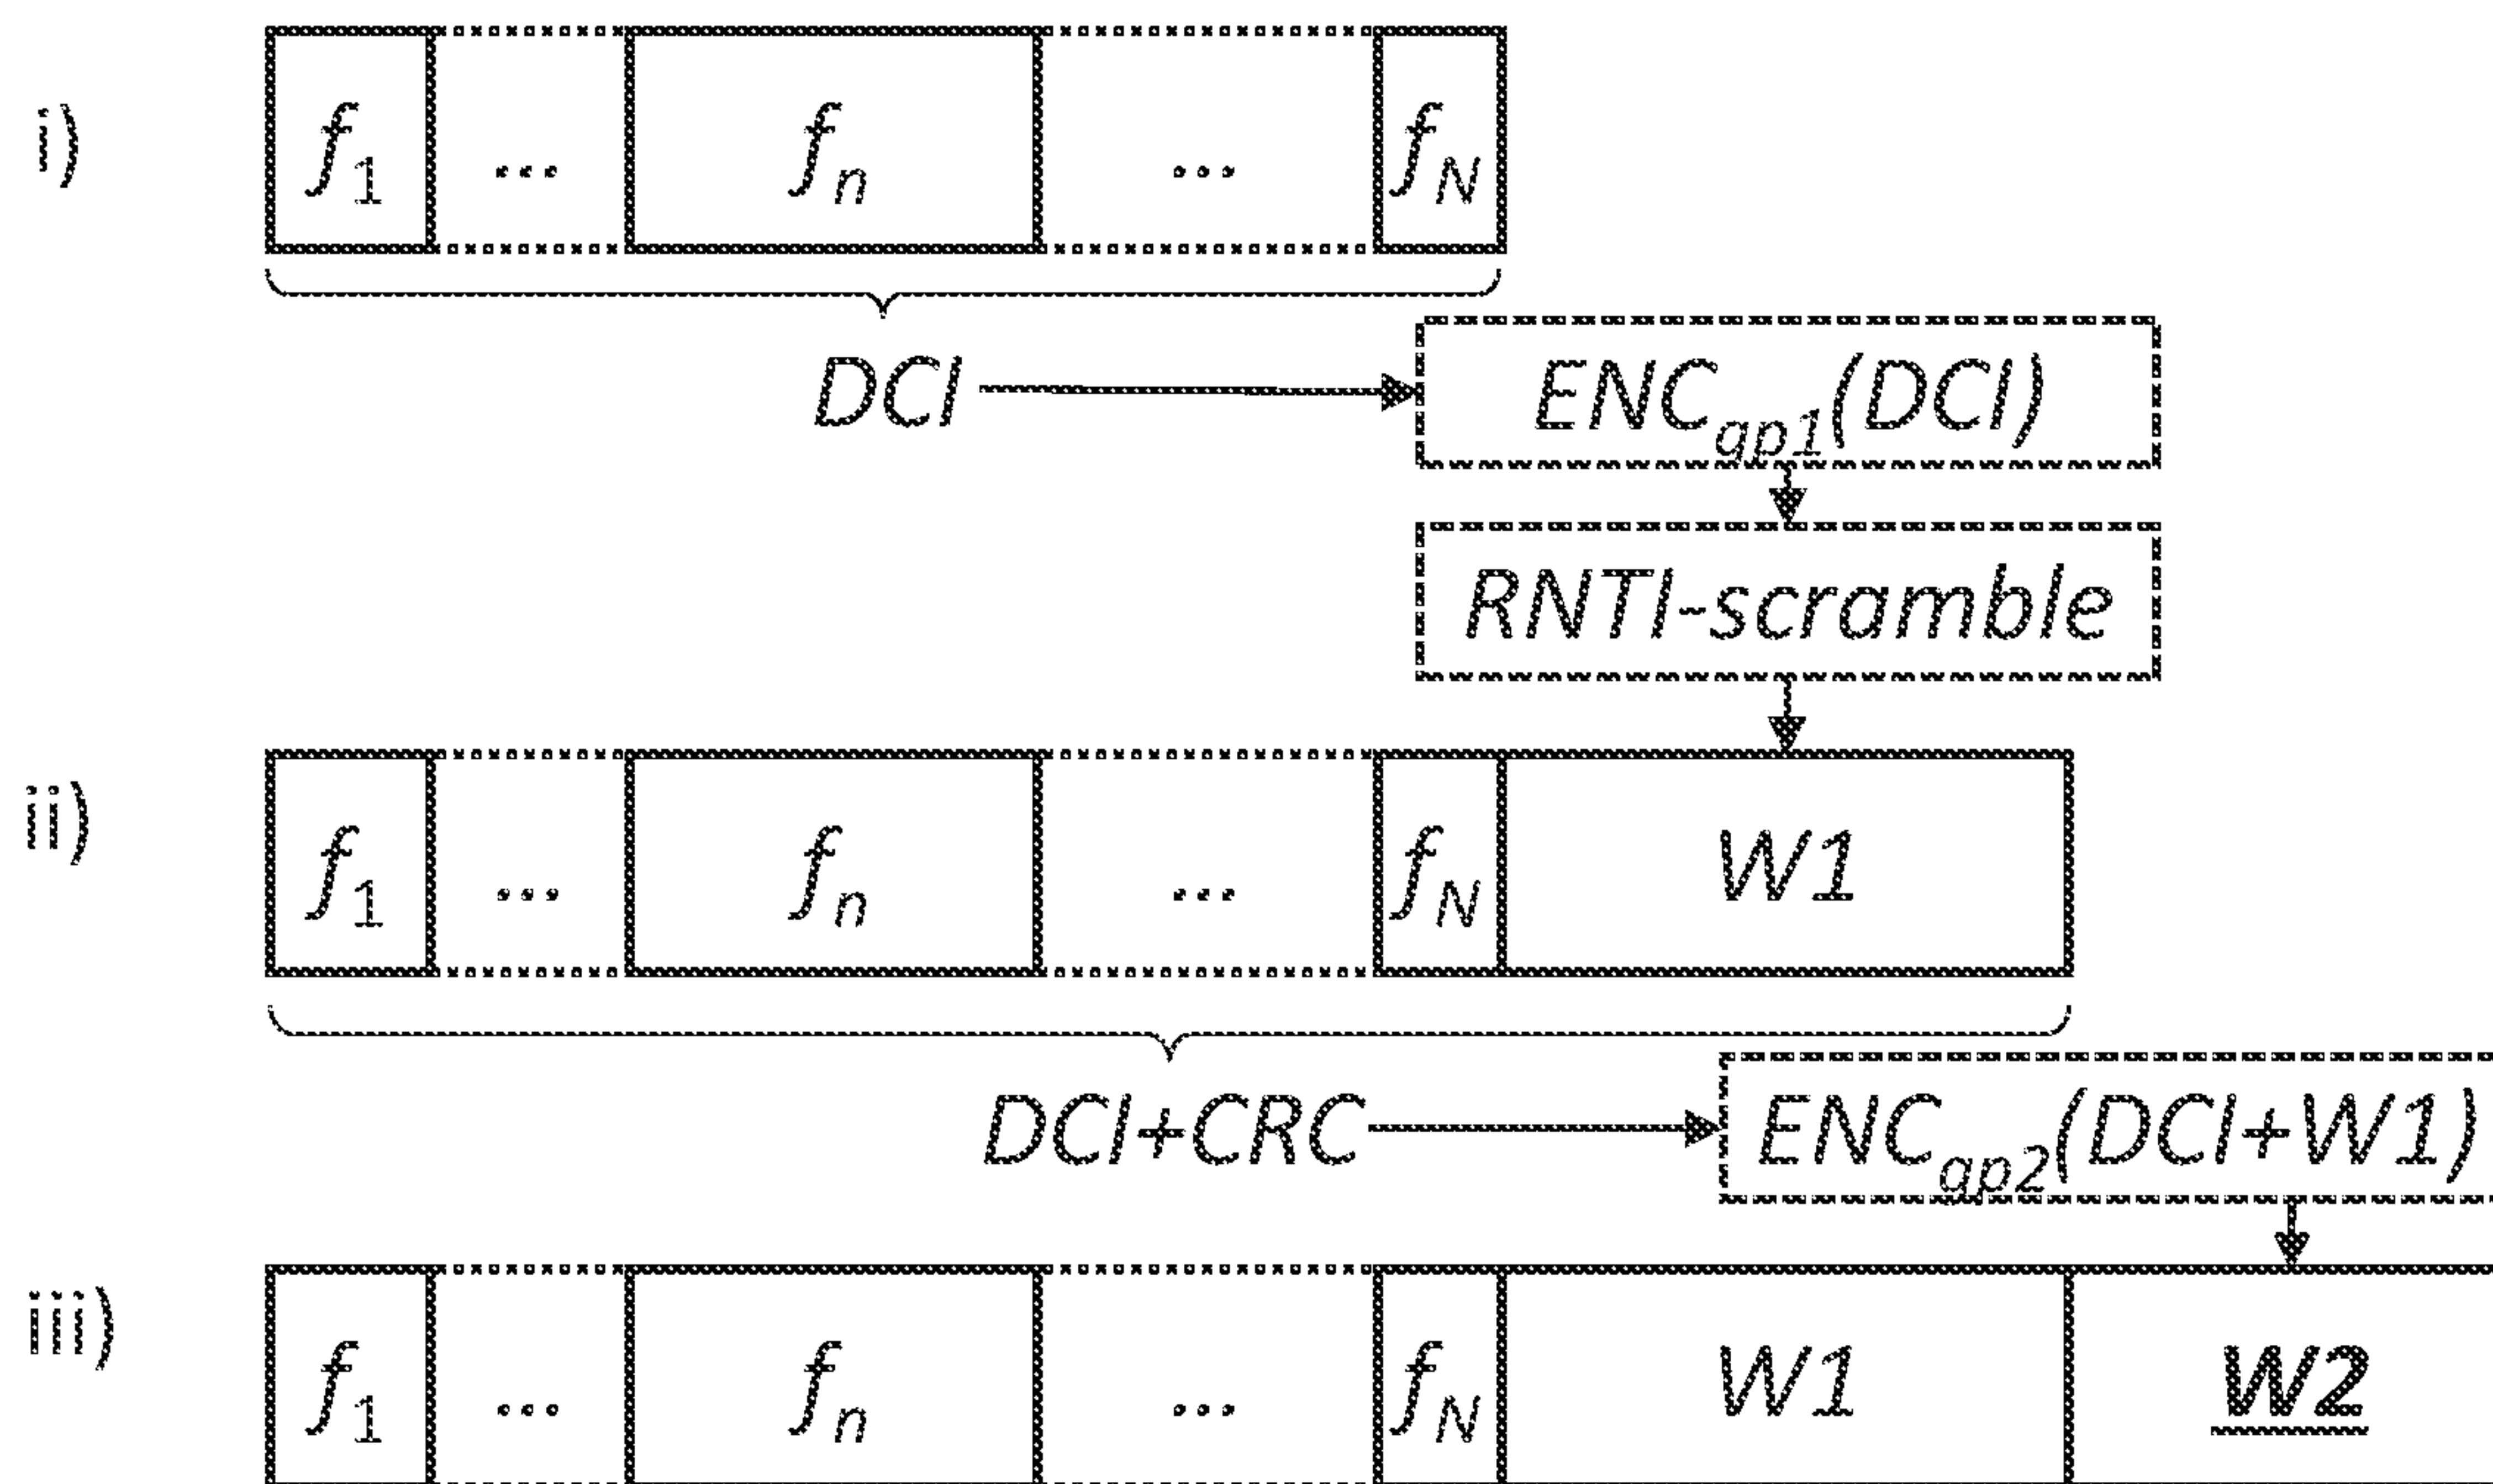 i) f1 ... fn ... fN
DCI ENCgp1(DCI)
RNTI-scramble
ii) f1 ... fn ... fN W1
DCI+CRC ENCgp2(DCI+W1)
iii) f1 ... fn ... fN W1 W2